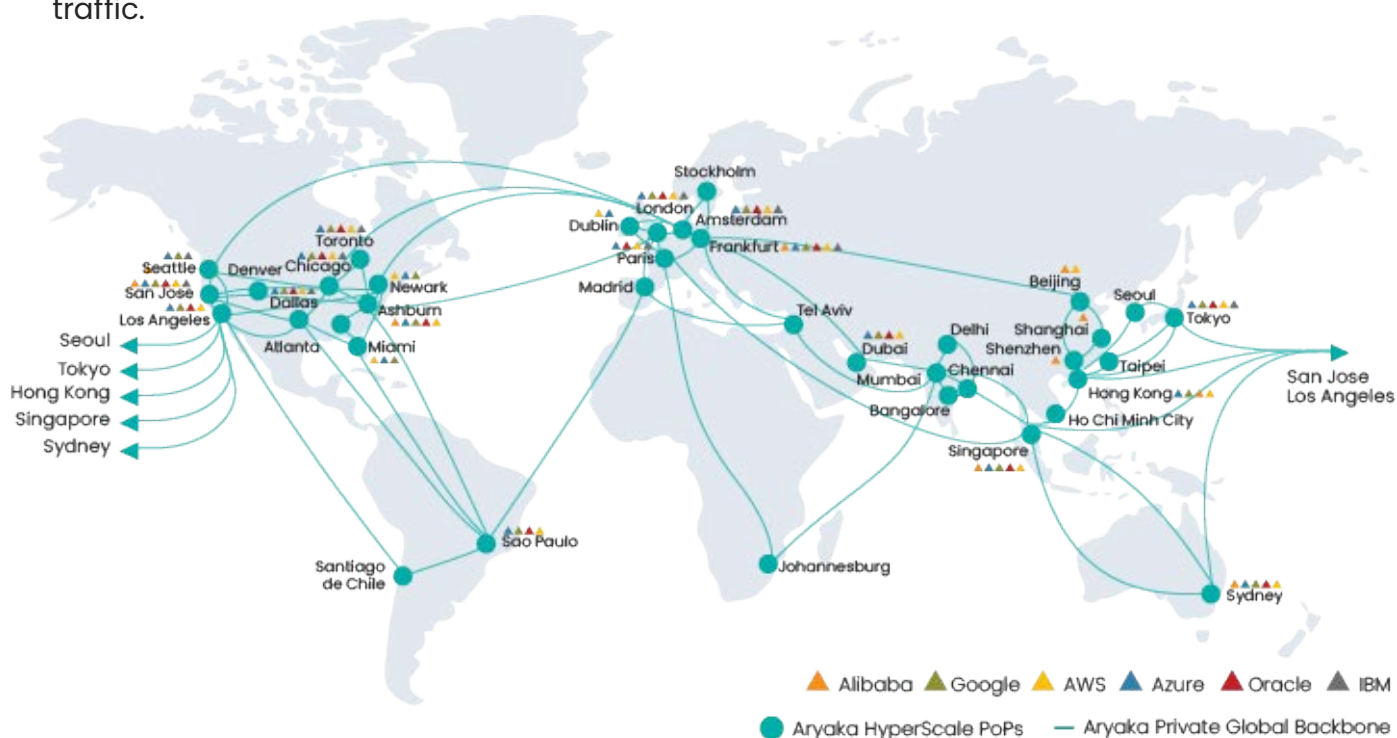 traffic.
Stockholm
London
Dublin
Amsterdam
Toronto
Frankfurt
Paris
Seattle
Denver
Chicago
Beijing
San Jose
Newark
Madrid
Seoul
Dallas
Ashburn
Tel Aviv
Tokyo
Los Angeles
Delhi
Shanghai
Seoul
Atlanta
Miami
Dubai
Shenzhen
Tokyo
Mumbai
Chennai
Taipei
San Jose
Los Angeles
Hong Kong
Hong Kong
Bangalore
Singapore
Ho Chi Minh City
Sydney
Singapore
São Paulo
Santiago
de Chile
Johannesburg
Sydney
Alibaba Google AWS Azure Oracle IBM
Aryaka HyperScale PoPs Aryaka Private Global Backbone